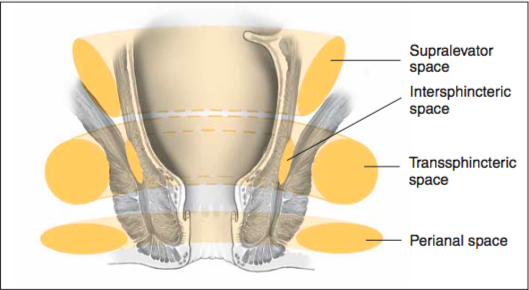 Supralevator
space
Intersphincteric
space
Transsphincteric
space
Perianal space